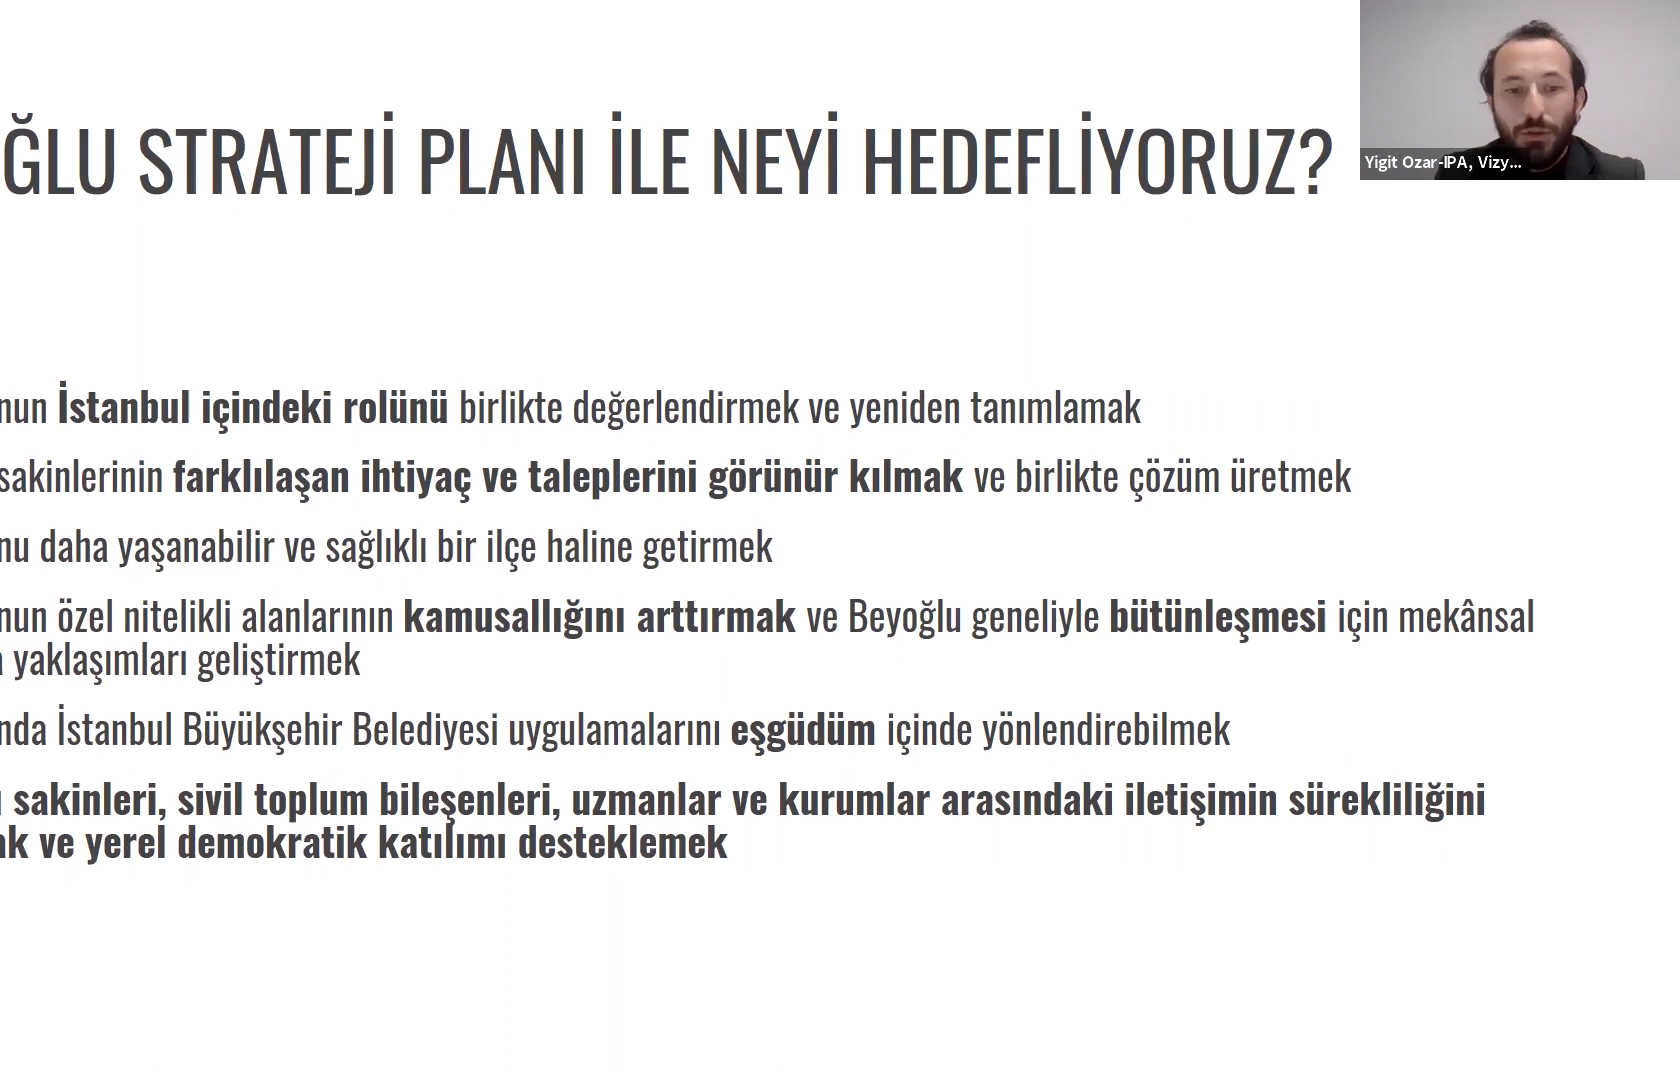 ĞLU STRATEJİ PLANI İLE NEYİ HEDEFLİYORUZ?
Yigit Ozar-IPA, Vizy...
nun İstanbul içindeki rolünü birlikte değerlendirmek ve yeniden tanımlamak
sakinlerinin farklılaşan ihtiyaç ve taleplerini görünür kılmak ve birlikte çözüm üretmek
nu daha yaşanabilir ve sağlıklı bir ilçe haline getirmek
nun özel nitelikli alanlarının kamusallığını arttırmak ve Beyoğlu geneliyle bütünleşmesi için mekânsal
yaklaşımları geliştirmek
nda İstanbul Büyükşehir Belediyesi uygulamalarını eşgüdüm içinde yönlendirebilmek
sakinleri, sivil toplum bileşenleri, uzmanlar ve kurumlar arasındaki iletişimin sürekliliğini
ak ve yerel demokratik katılımı desteklemek